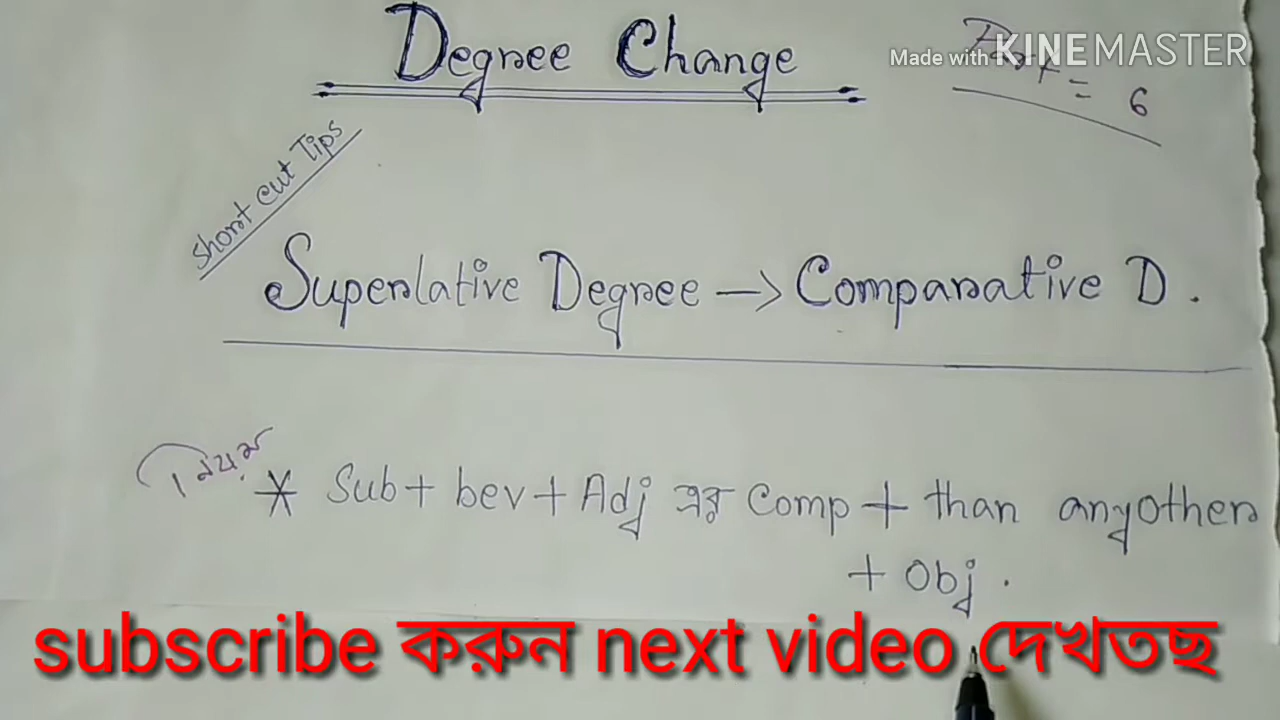 Degree Change
Made with KINEMASTER
Part = 6
Short cut Tips
Superlative Degree → Comparative D.
নিয়ম
* Sub + bev + Adj এর Comp + than anyother
+ Obj.
subscribe করুন next video দেখতছ